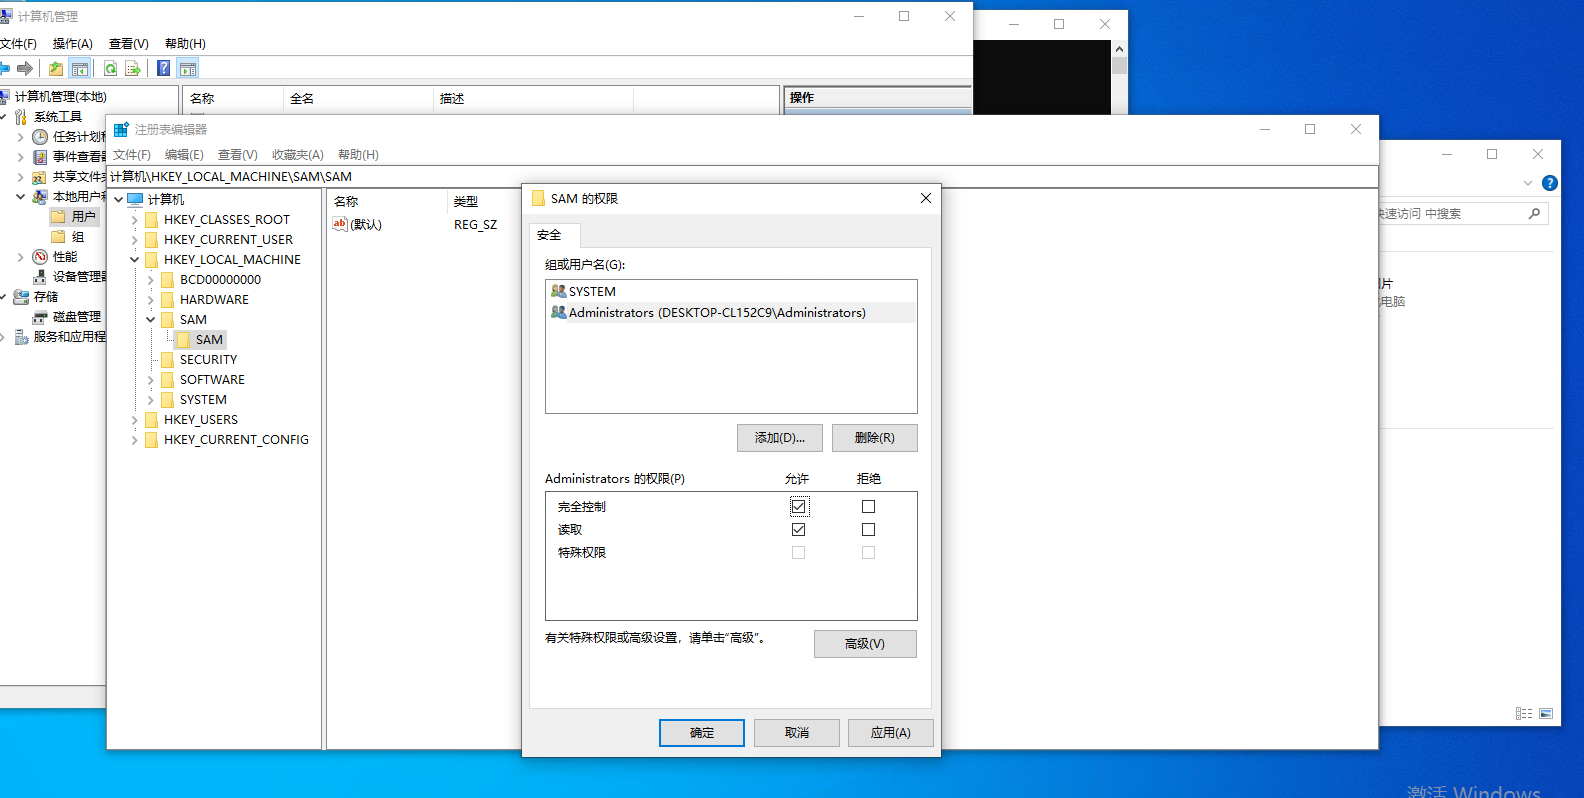 计算机管理
文件(F) 操作(A) 查看(V) 帮助(H)
计算机管理(本地)
系统工具
任务计划程
事件查看器
共享文件夹
本地用户和
用户
组
性能
设备管理器
存储
磁盘管理
服务和应用程
名称 全名 描述
操作
注册表编辑器
文件(F) 编辑(E) 查看(V) 收藏夹(A) 帮助(H)
计算机\HKEY_LOCAL_MACHINE\SAM\SAM
计算机
HKEY_CLASSES_ROOT
HKEY_CURRENT_USER
HKEY_LOCAL_MACHINE
BCD00000000
HARDWARE
SAM
SAM
SECURITY
SOFTWARE
SYSTEM
HKEY_USERS
HKEY_CURRENT_CONFIG
名称 类型
(默认) REG_SZ
SAM 的权限
安全
组或用户名(G):
SYSTEM
Administrators (DESKTOP-CL152C9\Administrators)
添加(D)... 删除(R)
Administrators 的权限(P) 允许 拒绝
完全控制
读取
特殊权限
有关特殊权限或高级设置，请单击“高级”。
高级(V)
确定 取消 应用(A)
快速访问 中搜索
片
电脑
激活 Windows